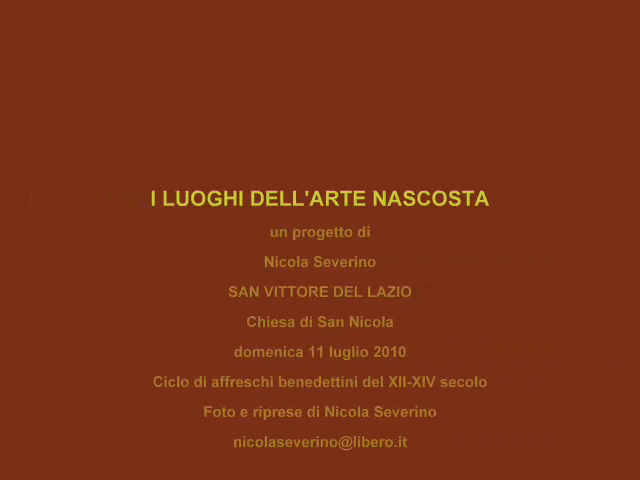 I LUOGHI DELL'ARTE NASCOSTA
un progetto di
Nicola Severino
SAN VITTORE DEL LAZIO
Chiesa di San Nicola
domenica 11 luglio 2010
Ciclo di affreschi benedettini del XII-XIV secolo
Foto e riprese di Nicola Severino
nicolaseverino@libero.it